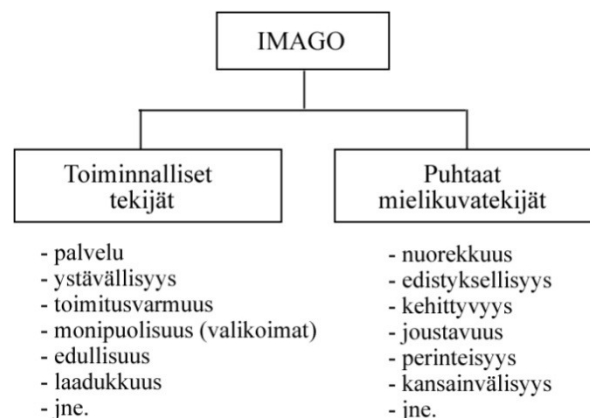 IMAGO
Toiminnalliset
tekijät
- palvelu
- ystävällisyys
- toimitusvarmuus
- monipuolisuus (valikoimat)
- edullisuus
- laadukkuus
- jne.
Puhtaat
mielikuvatekijät
- nuorekkuus
- edistyksellisyys
- kehittyvyys
- joustavuus
- perinteisyys
- kansainvälisyys
- jne.